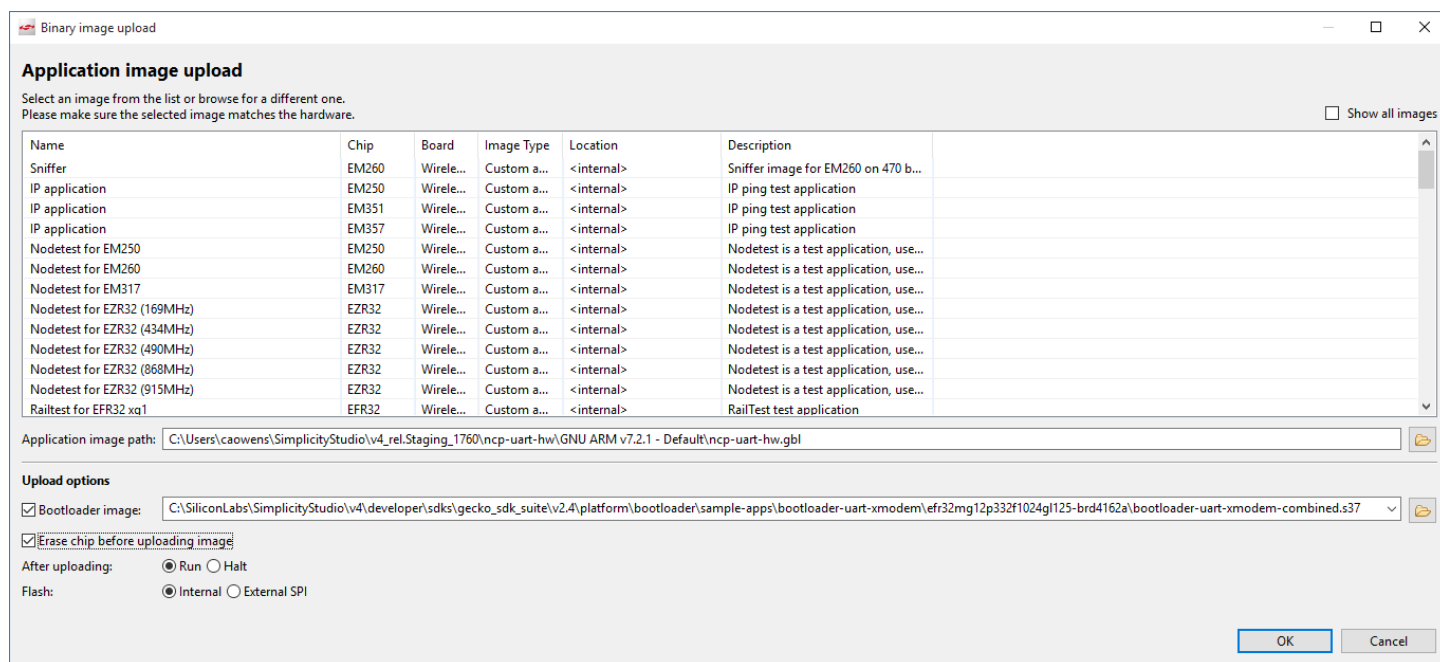 Binary image upload
Application image upload
Select an image from the list or browse for a different one.
Please make sure the selected image matches the hardware.
Show all images
Name Chip Board Image Type Location Description
Sniffer EM260 Wirele... Custom a... <internal> Sniffer image for EM260 on 470 b...
IP application EM250 Wirele... Custom a... <internal> IP ping test application
IP application EM351 Wirele... Custom a... <internal> IP ping test application
IP application EM357 Wirele... Custom a... <internal> IP ping test application
Nodetest for EM250 EM250 Wirele... Custom a... <internal> Nodetest is a test application, use...
Nodetest for EM260 EM260 Wirele... Custom a... <internal> Nodetest is a test application, use...
Nodetest for EM317 EM317 Wirele... Custom a... <internal> Nodetest is a test application, use...
Nodetest for EZR32 (169MHz) EZR32 Wirele... Custom a... <internal> Nodetest is a test application, use...
Nodetest for EZR32 (434MHz) EZR32 Wirele... Custom a... <internal> Nodetest is a test application, use...
Nodetest for EZR32 (490MHz) EZR32 Wirele... Custom a... <internal> Nodetest is a test application, use...
Nodetest for EZR32 (868MHz) EZR32 Wirele... Custom a... <internal> Nodetest is a test application, use...
Nodetest for EZR32 (915MHz) EZR32 Wirele... Custom a... <internal> Nodetest is a test application, use...
Railtest for EFR32 xg1 EFR32 Wirele... Custom a... <internal> RailTest test application
Application image path: C:\Users\caowens\SimplicityStudio\v4_rel.Staging_1760\ncp-uart-hw\GNU ARM v7.2.1 - Default\ncp-uart-hw.gbl
Upload options
Bootloader image: C:\SiliconLabs\SimplicityStudio\v4\developer\sdks\gecko_sdk_suite\v2.4\platform\bootloader\sample-apps\bootloader-uart-xmodem\efr32mg12p332f1024gl125-brd4162a\bootloader-uart-xmodem-combined.s37
Erase chip before uploading image
After uploading: Run Halt
Flash: Internal External SPI
OK Cancel